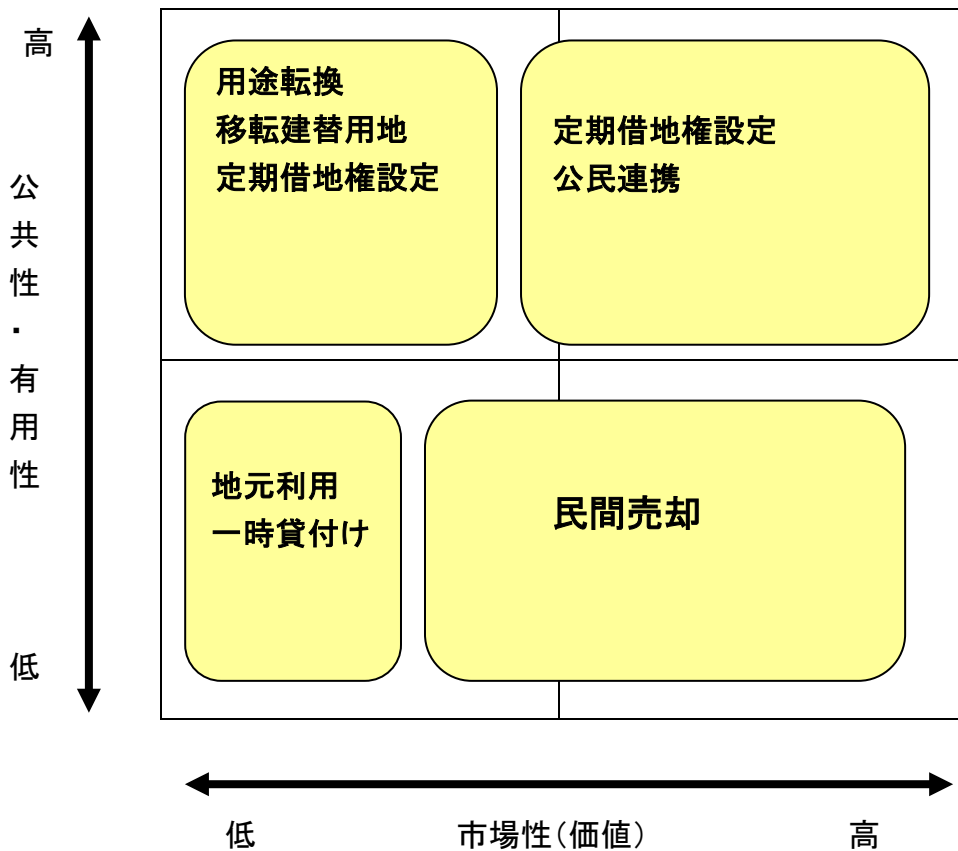 高
公共性・有用性
低
用途転換
移転建替用地
定期借地権設定
定期借地権設定
公民連携
地元利用
一時貸付け
民間売却
低
市場性(価値)
高